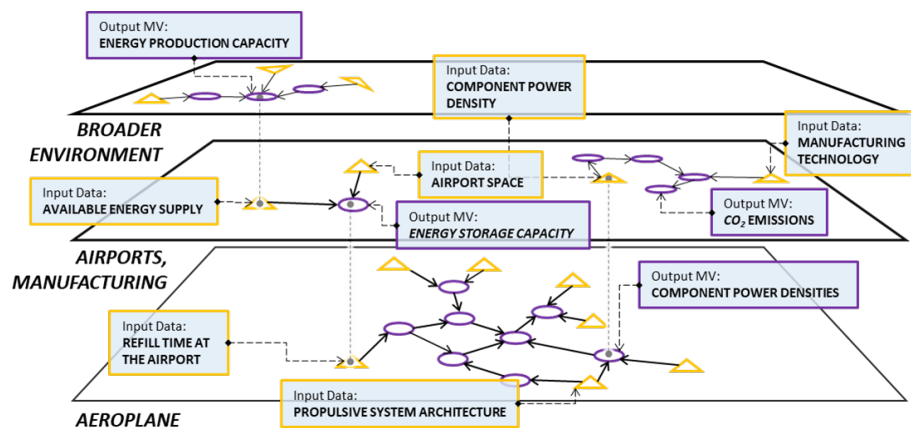 Output MV:
ENERGY PRODUCTION CAPACITY
Input Data:
COMPONENT POWER
DENSITY
Input Data:
MANUFACTURING
TECHNOLOGY
BROADER
ENVIRONMENT
Input Data:
AIRPORT SPACE
Input Data:
AVAILABLE ENERGY SUPPLY
Output MV:
ENERGY STORAGE CAPACITY
Output MV:
CO₂ EMISSIONS
AIRPORTS,
MANUFACTURING
Output MV:
COMPONENT POWER DENSITIES
Input Data:
REFILL TIME AT
THE AIRPORT
Input Data:
PROPULSIVE SYSTEM ARCHITECTURE
AEROPLANE